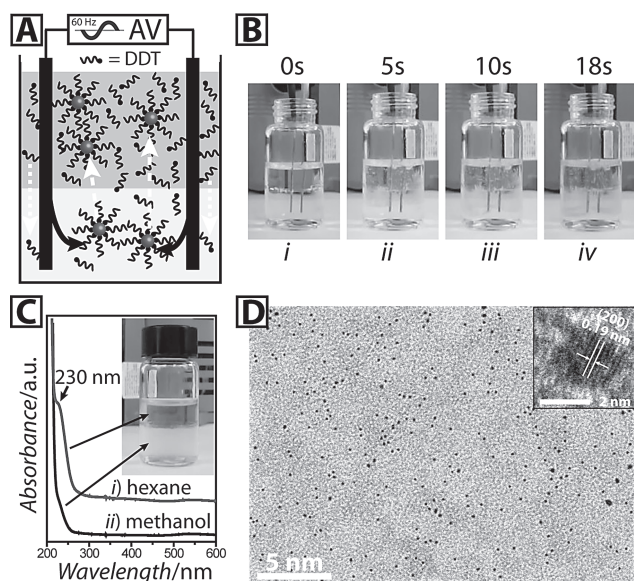 A
60 Hz
AV
= DDT
B
0s 5s 10s 18s
i ii iii iv
C
230 nm
i) hexane
ii) methanol
Absorbance/a.u.
200 300 400 500 600
Wavelength/nm
D
(200)
0.19 nm
2 nm
5 nm